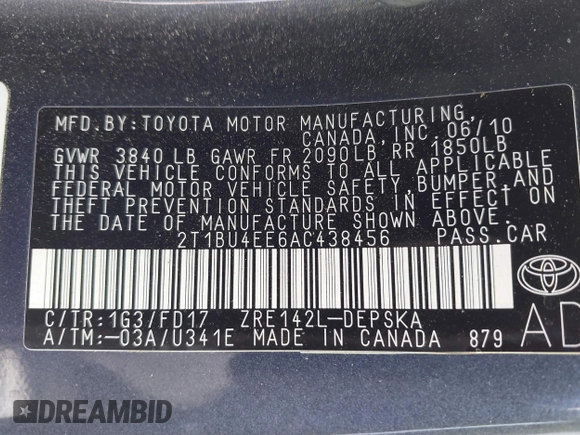 MFD.BY:TOYOTA MOTOR MANUFACTURING,
CANADA, INC. 06/10
GVWR 3840LB GAWR FR 2090LB RR 1850LB
THIS VEHICLE CONFORMS TO ALL APPLICABLE
FEDERAL MOTOR VEHICLE SAFETY, BUMPER, AND
THEFT PREVENTION STANDARDS IN EFFECT ON
THE DATE OF MANUFACTURE SHOWN ABOVE.
2T1BU4EE6AC438456 PASS.CAR
C/TR:1G3/FD17 ZRE142L-DEPSKA
A/TM:-03A/U341E MADE IN CANADA 879
AD
DREAMBID